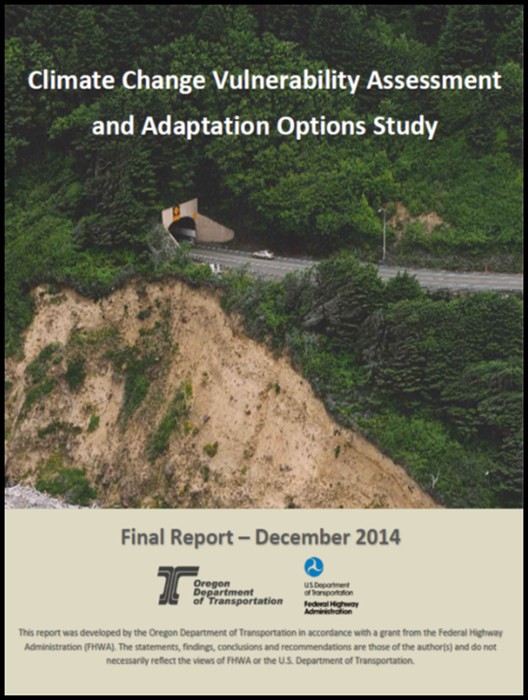 Climate Change Vulnerability Assessment
and Adaptation Options Study
Final Report – December 2014
Oregon
Department
of Transportation
U.S. Department
of Transportation
Federal Highway
Administration
This report was developed by the Oregon Department of Transportation in accordance with a grant from the Federal Highway
Administration (FHWA). The statements, findings, conclusions and recommendations are those of the author(s) and do not
necessarily reflect the views of FHWA or the U.S. Department of Transportation.